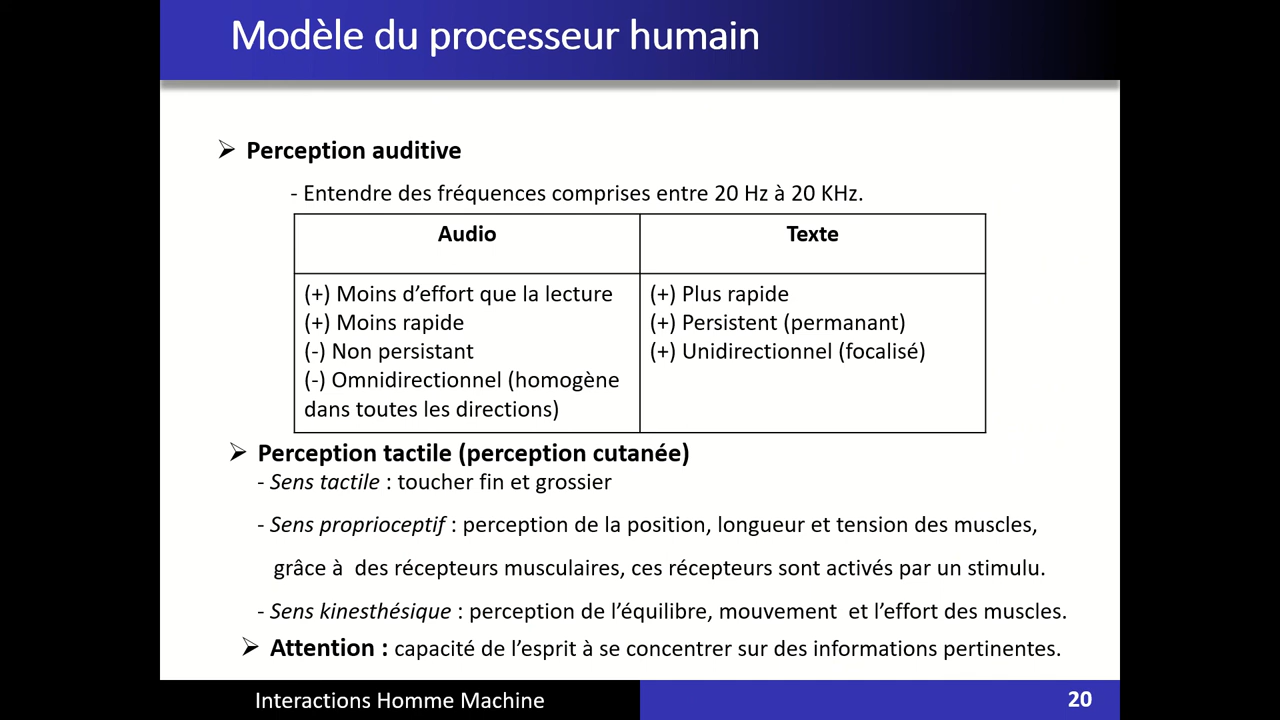 Modèle du processeur humain
➢ Perception auditive
- Entendre des fréquences comprises entre 20 Hz à 20 KHz.
Audio
Texte
(+) Moins d’effort que la lecture
(+) Moins rapide
(-) Non persistant
(-) Omnidirectionnel (homogène
dans toutes les directions)
(+) Plus rapide
(+) Persistent (permanant)
(+) Unidirectionnel (focalisé)
➢ Perception tactile (perception cutanée)
- Sens tactile : toucher fin et grossier
- Sens proprioceptif : perception de la position, longueur et tension des muscles,
grâce à des récepteurs musculaires, ces récepteurs sont activés par un stimulu.
- Sens kinesthésique : perception de l’équilibre, mouvement et l’effort des muscles.
➢ Attention : capacité de l’esprit à se concentrer sur des informations pertinentes.
Interactions Homme Machine
20